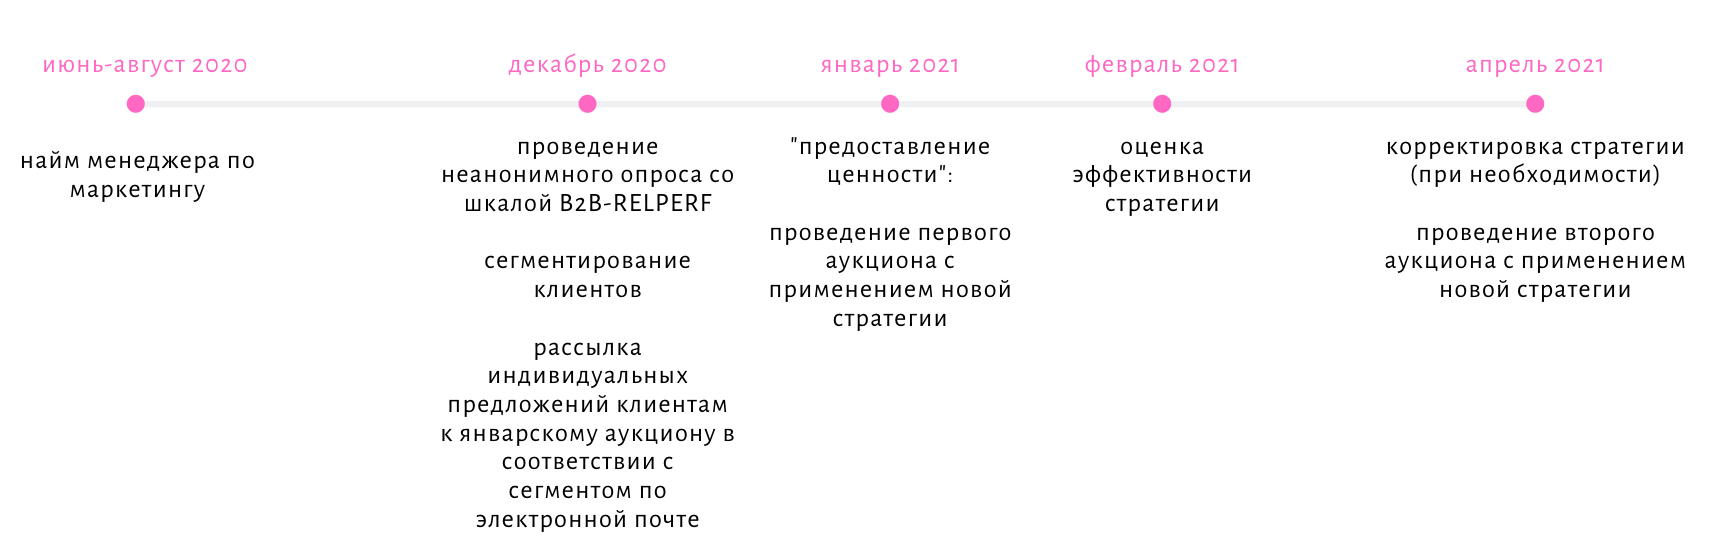 июнь-август 2020
найм менеджера по
маркетингу
декабрь 2020
проведение
неанонимного опроса со
шкалой B2B-RELPERF
сегментирование
клиентов
рассылка
индивидуальных
предложений клиентам
к январскому аукциону в
соответствии с
сегментом по
электронной почте
январь 2021
"предоставление
ценности":
проведение первого
аукциона с
применением новой
стратегии
февраль 2021
оценка
эффективности
стратегии
апрель 2021
корректировка стратегии
(при необходимости)
проведение второго
аукциона с применением
новой стратегии